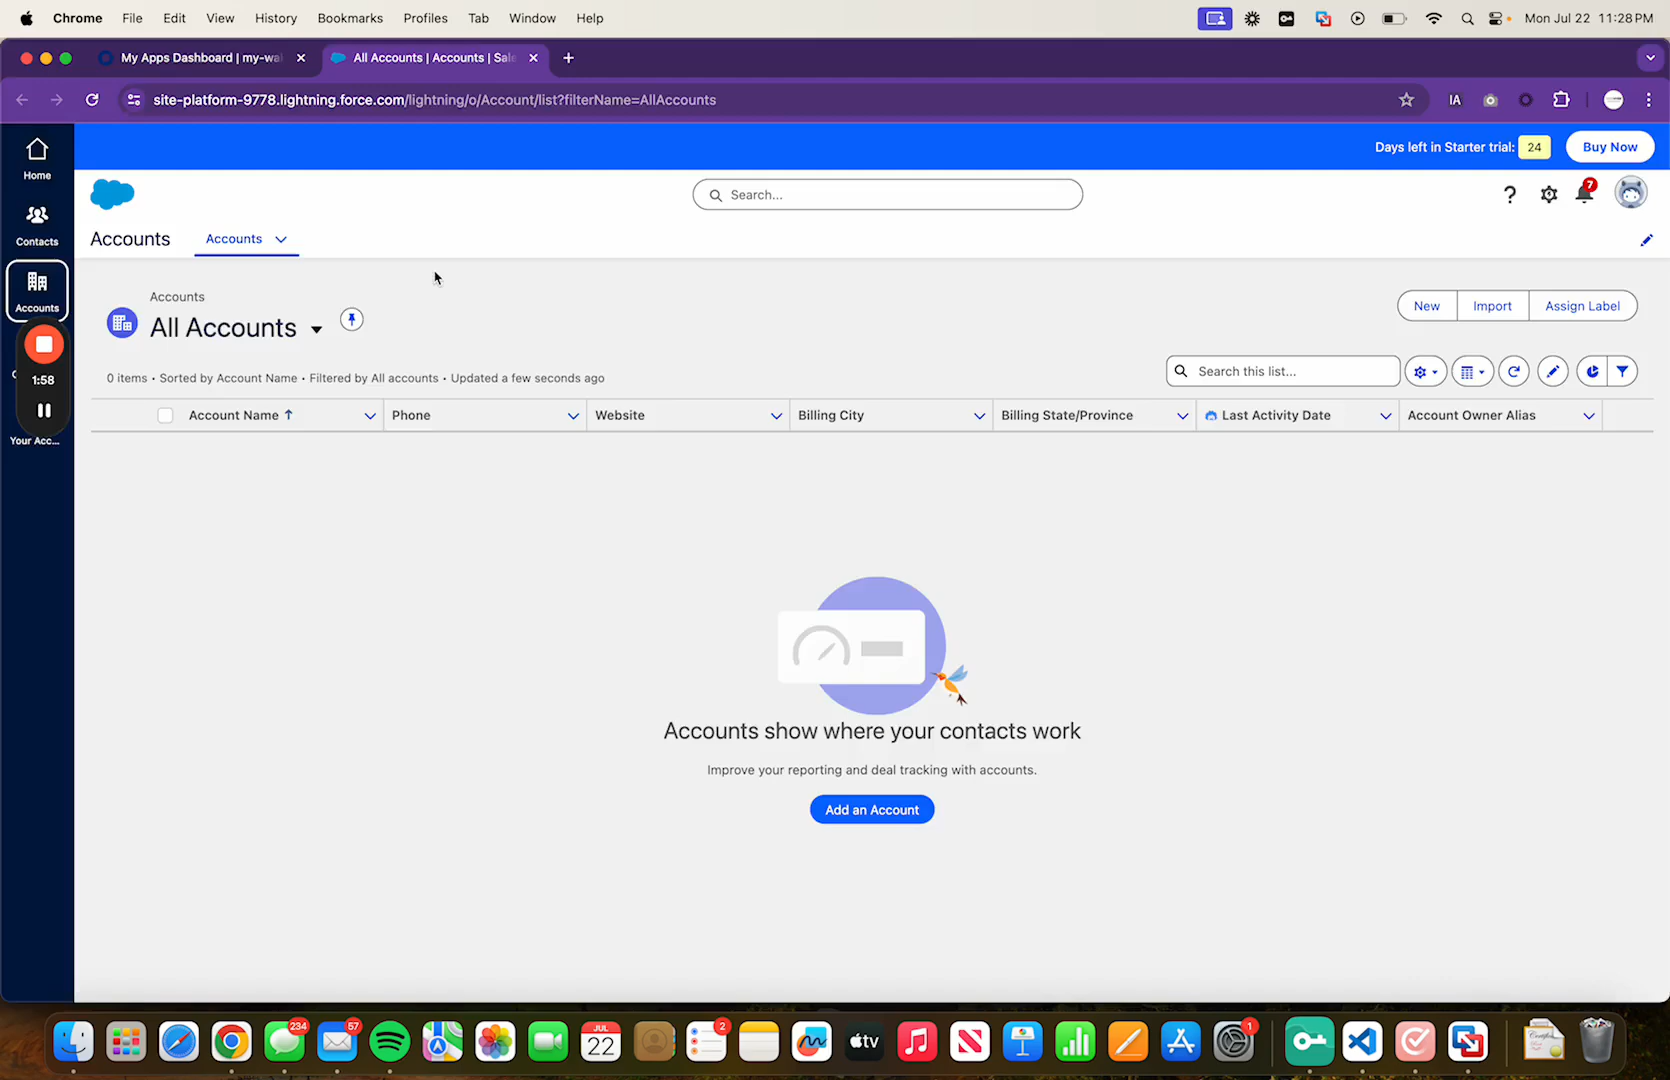 Chrome File Edit View History Bookmarks Profiles Tab Window Help Mon Jul 22 11:28 PM
My Apps Dashboard | my-wa All Accounts | Accounts | Sale
site-platform-9778.lightning.force.com/lightning/o/Account/list?filterName=AllAccounts IA
Days left in Starter trial: 24 Buy Now
Home
Search...
7
Contacts
Accounts Accounts
Accounts
Accounts
All Accounts
New Import Assign Label
1:58
0 items • Sorted by Account Name • Filtered by All accounts • Updated a few seconds ago
Search this list...
Account Name Phone Website Billing City Billing State/Province Last Activity Date Account Owner Alias
Your Acc...
Accounts show where your contacts work
Improve your reporting and deal tracking with accounts.
Add an Account
234 57 JUL 22 2 tv 1